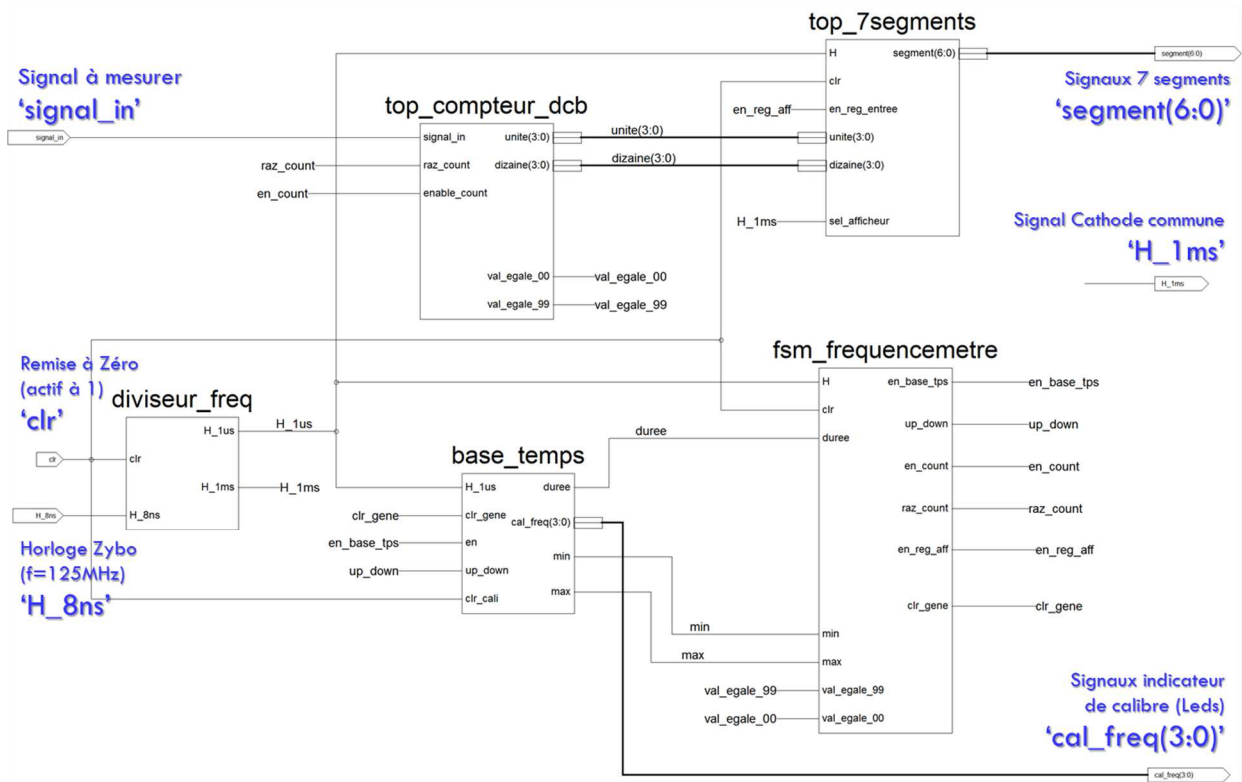 top_7segments
H
segment(6:0)
segment(6:0)
clr
Signaux 7 segments
'segment(6:0)'
en_reg_aff
en_reg_entree
unite(3:0)
dizaine(3:0)
H_1ms
sel_afficheur
Signal à mesurer
'signal_in'
signal_in
top_compteur_dcb
signal_in
unite(3:0)
unite(3:0)
raz_count
raz_count
dizaine(3:0)
dizaine(3:0)
en_count
enable_count
val_egale_00
val_egale_00
val_egale_99
val_egale_99
Signal Cathode commune
'H_1ms'
H_1ms
Remise à Zéro
(actif à 1)
'clr'
clr
diviseur_freq
H_1us
H_1us
clr
H_1ms
H_1ms
H_8ns
H_8ns
Horloge Zybo
(f=125MHz)
'H_8ns'
base_temps
H_1us
duree
duree
clr_gene
clr_gene
cal_freq(3:0)
en_base_tps
en
min
up_down
up_down
max
clr_cali
min
max
fsm_frequencemetre
H
en_base_tps
en_base_tps
clr
up_down
up_down
duree
en_count
en_count
raz_count
raz_count
en_reg_aff
en_reg_aff
clr_gene
clr_gene
min
max
val_egale_99
val_egale_99
val_egale_00
val_egale_00
Signaux indicateur
de calibre (Leds)
'cal_freq(3:0)'
cal_freq(3:0)